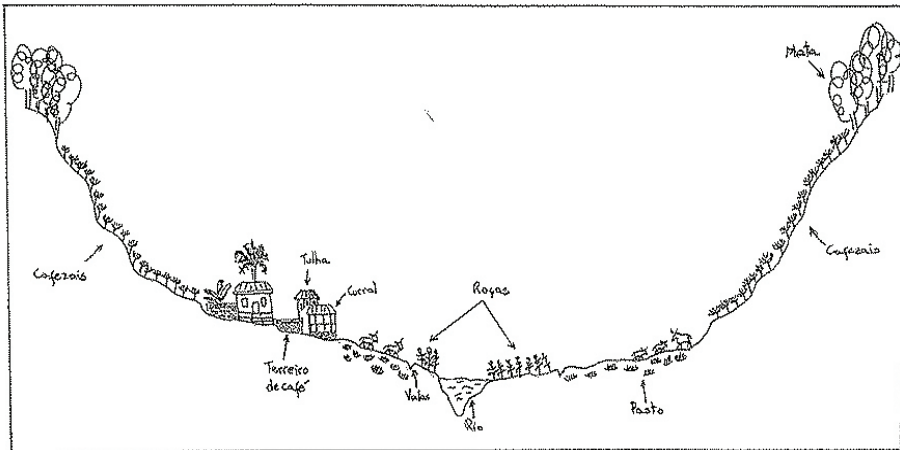 Mata
Cafezais
Cafezais
Tulha
Curral
Roças
Terreiro
de café
Valas
Rio
Pasto